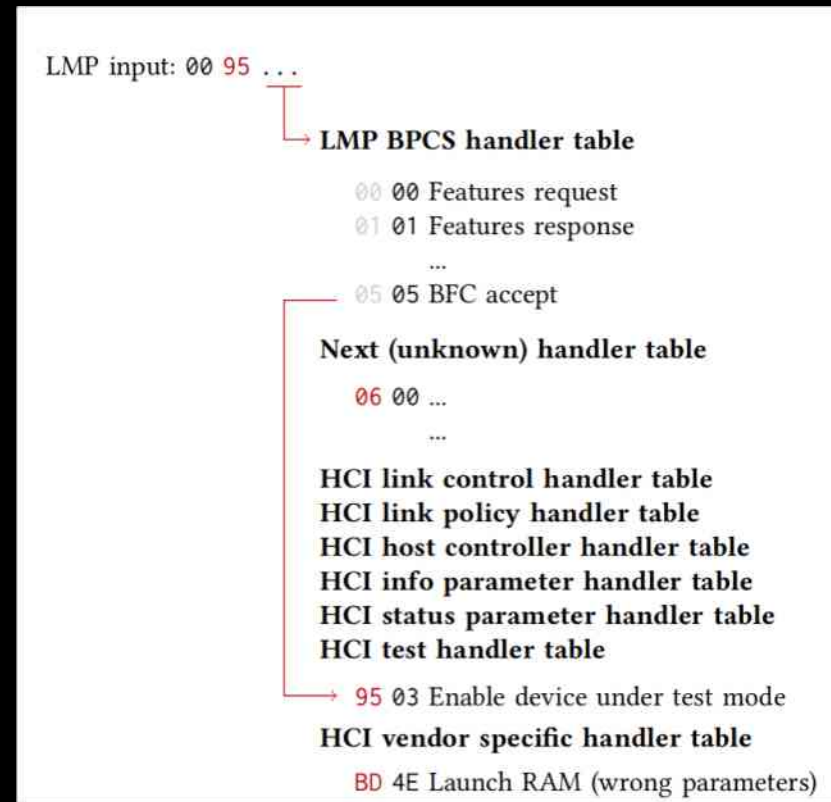 LMP input: 00 95 ...
LMP BPCS handler table
00 00 Features request
01 01 Features response
...
05 05 BFC accept
Next (unknown) handler table
06 00 ...
...
HCI link control handler table
HCI link policy handler table
HCI host controller handler table
HCI info parameter handler table
HCI status parameter handler table
HCI test handler table
95 03 Enable device under test mode
HCI vendor specific handler table
BD 4E Launch RAM (wrong parameters)